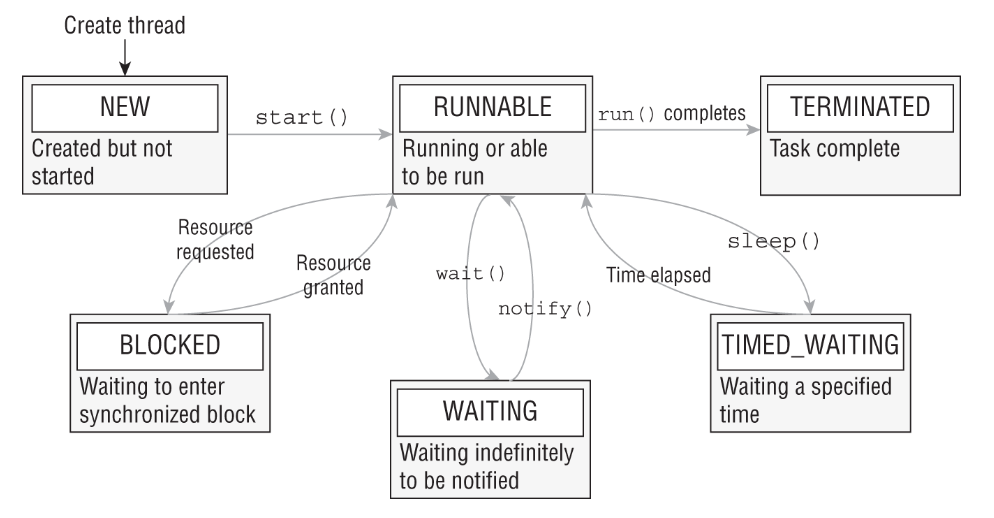 Create thread
NEW
Created but not
started
start()
RUNNABLE
Running or able
to be run
run() completes
TERMINATED
Task complete
Resource
requested
Resource
granted
wait()
notify()
Time elapsed
sleep()
BLOCKED
Waiting to enter
synchronized block
WAITING
Waiting indefinitely
to be notified
TIMED_WAITING
Waiting a specified
time